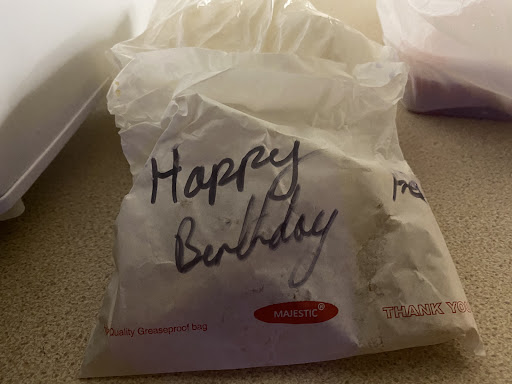 Happy
Birthday
MAJESTIC®
Quality Greaseproof bag
THANK YOU